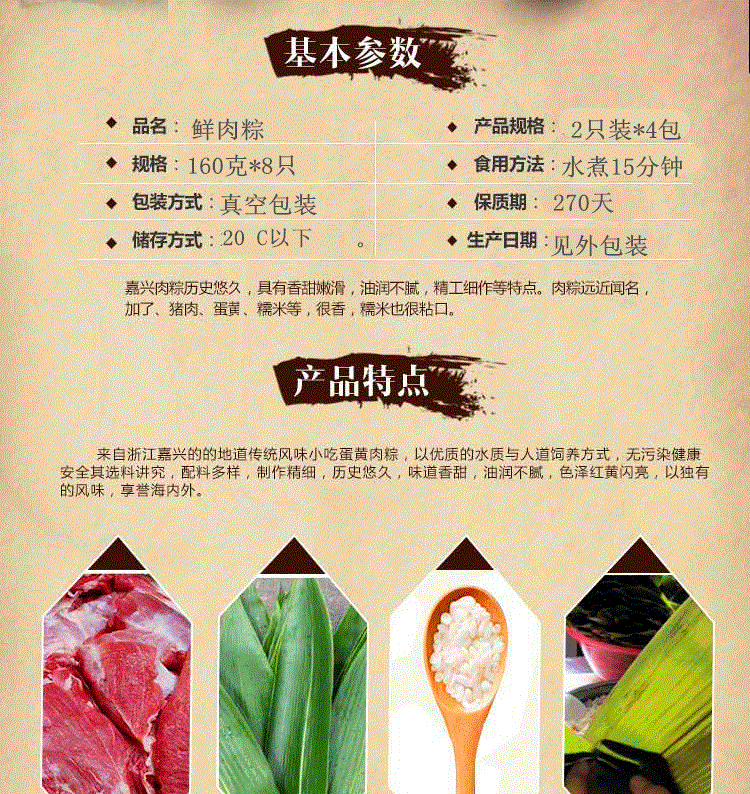 基本参数
品名： 鲜肉粽
产品规格： 2只装*4包
规格：160克*8只
食用方法：水煮15分钟
包装方式：真空包装
保质期： 270天
储存方式：20 C以下 。
生产日期：见外包装
嘉兴肉粽历史悠久，具有香甜嫩滑，油润不腻，精工细作等特点。肉粽远近闻名，
加了、猪肉、蛋黄、糯米等，很香，糯米也很粘口。
产品特点
来自浙江嘉兴的的地道传统风味小吃蛋黄肉粽，以优质的水质与人道饲养方式，无污染健康
安全其选料讲究，配料多样，制作精细，历史悠久，味道香甜，油润不腻，色泽红黄闪亮，以独有
的风味，享誉海内外。